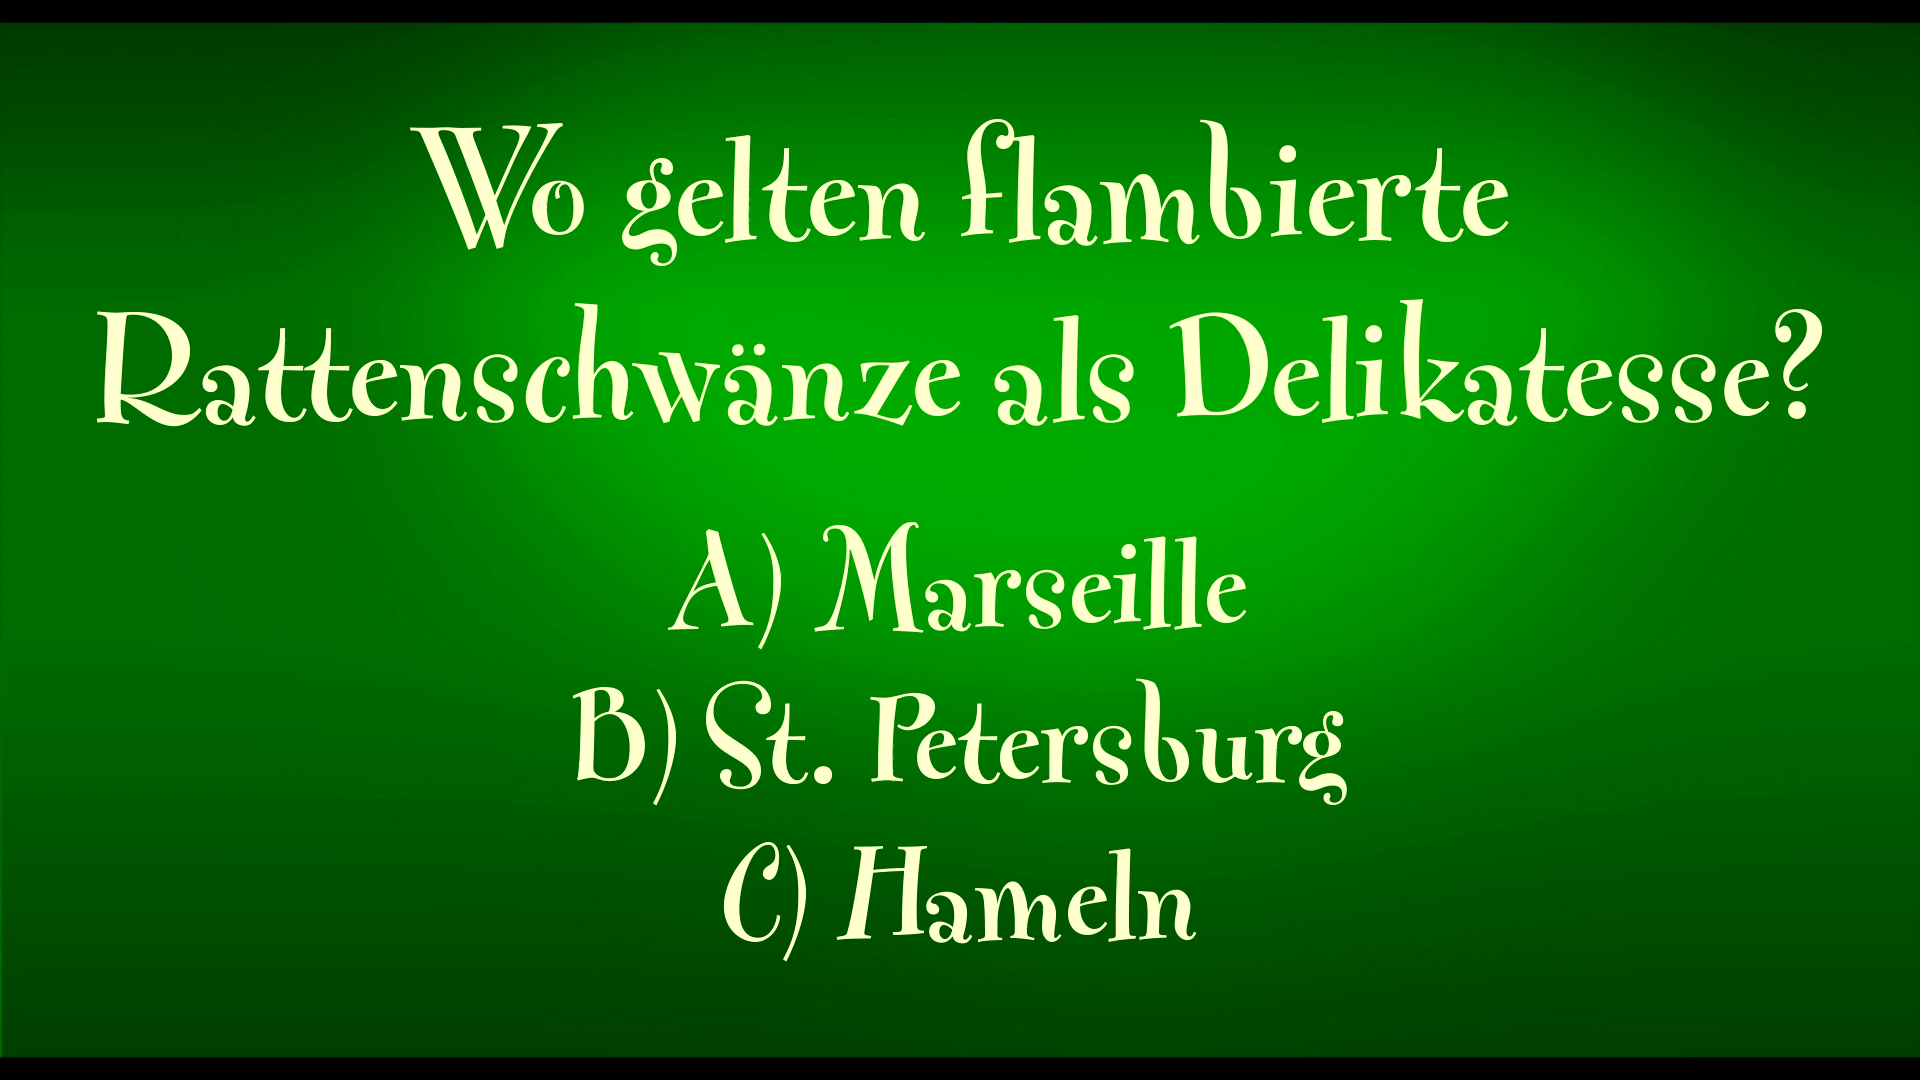 Wo gelten flambierte
Rattenschwänze als Delikatesse?
A) Marseille
B) St. Petersburg
C) Hameln